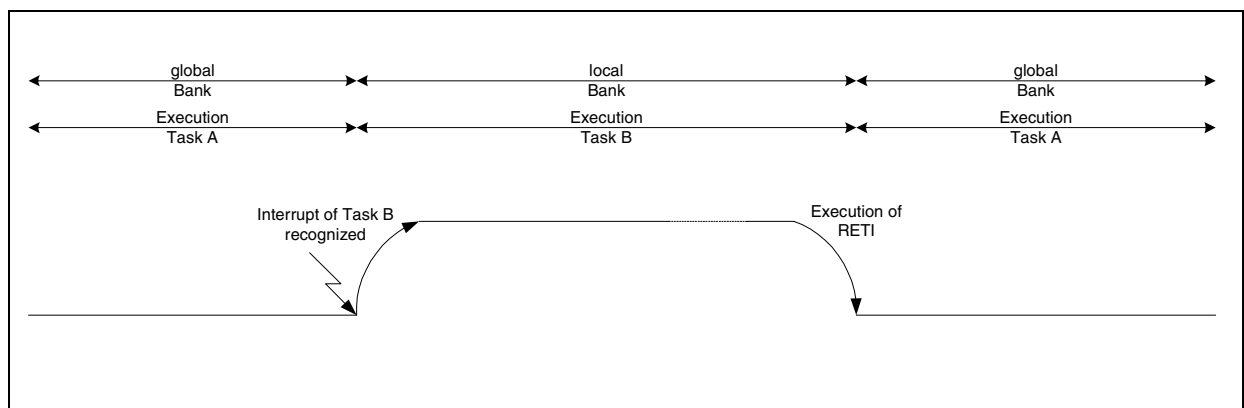 global
Bank
local
Bank
global
Bank
Execution
Task A
Execution
Task B
Execution
Task A
Interrupt of Task B
recognized
Execution of
RETI